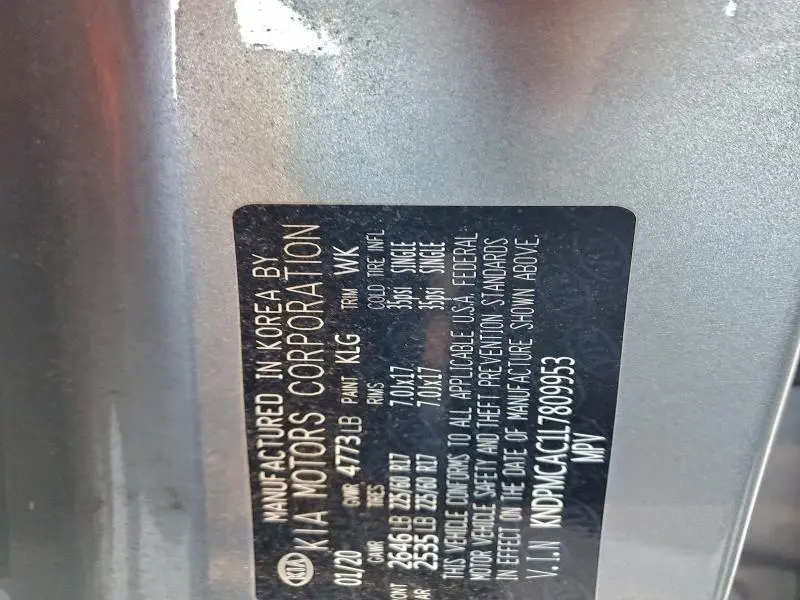 KIA
MANUFACTURED IN KOREA BY
KIA MOTORS CORPORATION
01/20 GVWR 4773LB PAINT KLG TRIM WK
GAWR TIRES RIMS COLD TIRE INFL
ONT 2646LB 225/60 R17 7.0JX17 35psi SINGLE
AR 2535LB 225/60 R17 7.0JX17 35psi SINGLE
THIS VEHICLE CONFORMS TO ALL APPLICABLE U.S.A. FEDERAL
MOTOR VEHICLE SAFETY AND THEFT PREVENTION STANDARDS
IN EFFECT ON THE DATE OF MANUFACTURE SHOWN ABOVE.
V.I.N KNDPMCAC1L7809953
MPV